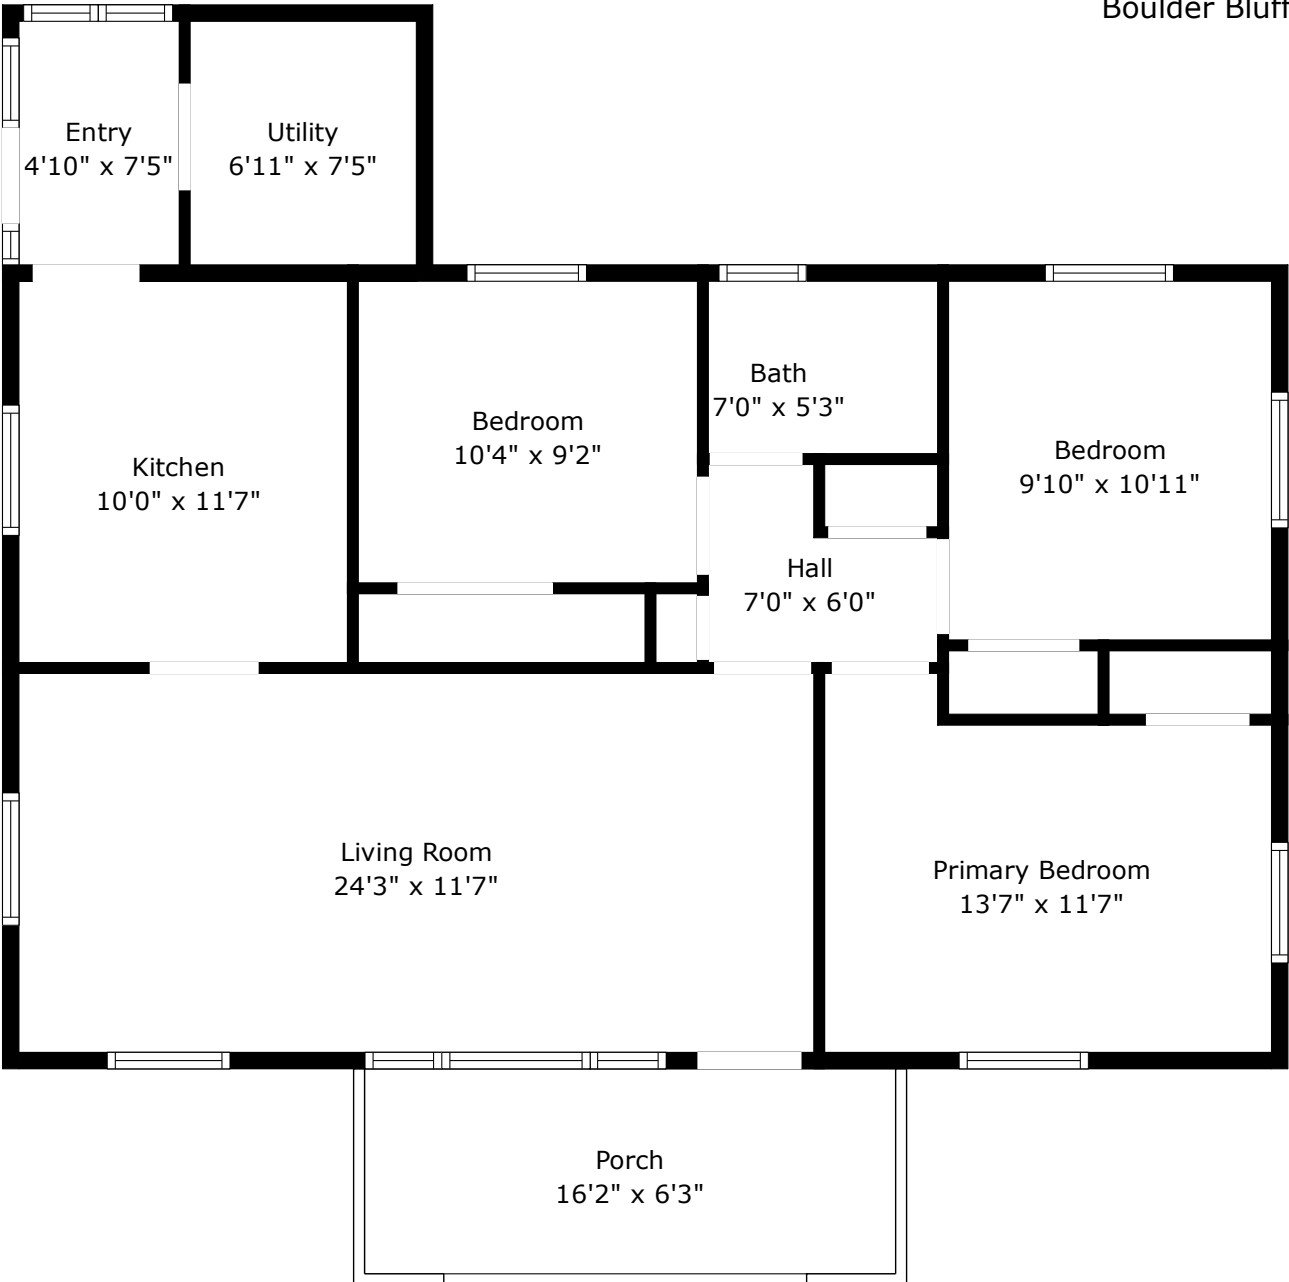 Boulder Bluff
Entry
4'10" x 7'5"
Utility
6'11" x 7'5"
Bath
7'0" x 5'3"
Bedroom
10'4" x 9'2"
Bedroom
9'10" x 10'11"
Kitchen
10'0" x 11'7"
Hall
7'0" x 6'0"
Living Room
24'3" x 11'7"
Primary Bedroom
13'7" x 11'7"
Porch
16'2" x 6'3"